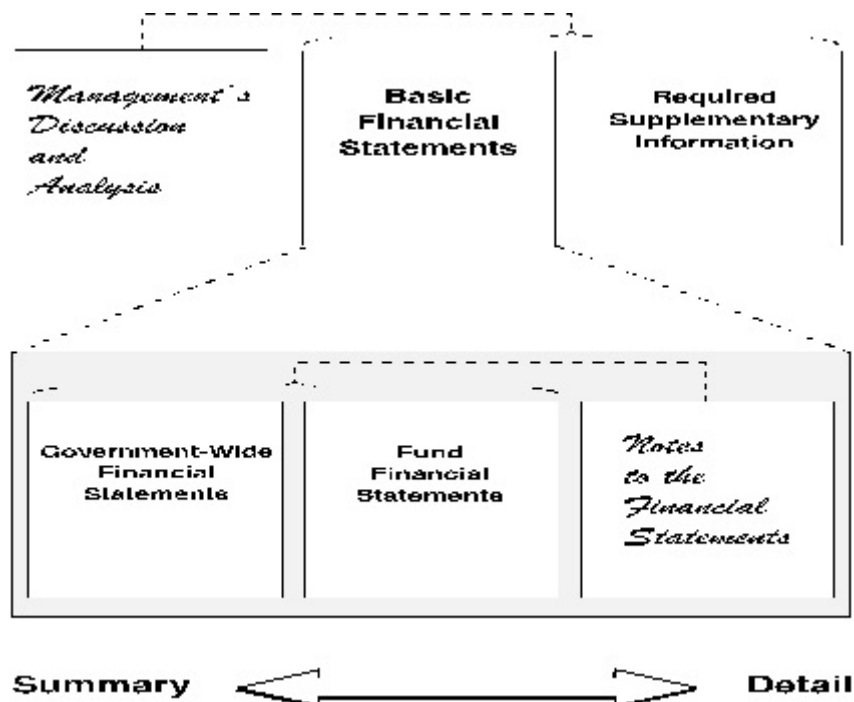 Management's
Discussion
and
Analysis
Basic
Financial
Statements
Required
Supplementary
Information
Government-Wide
Financial
Statements
Fund
Financial
Statements
Notes
to the
Financial
Statements
Summary
Detail